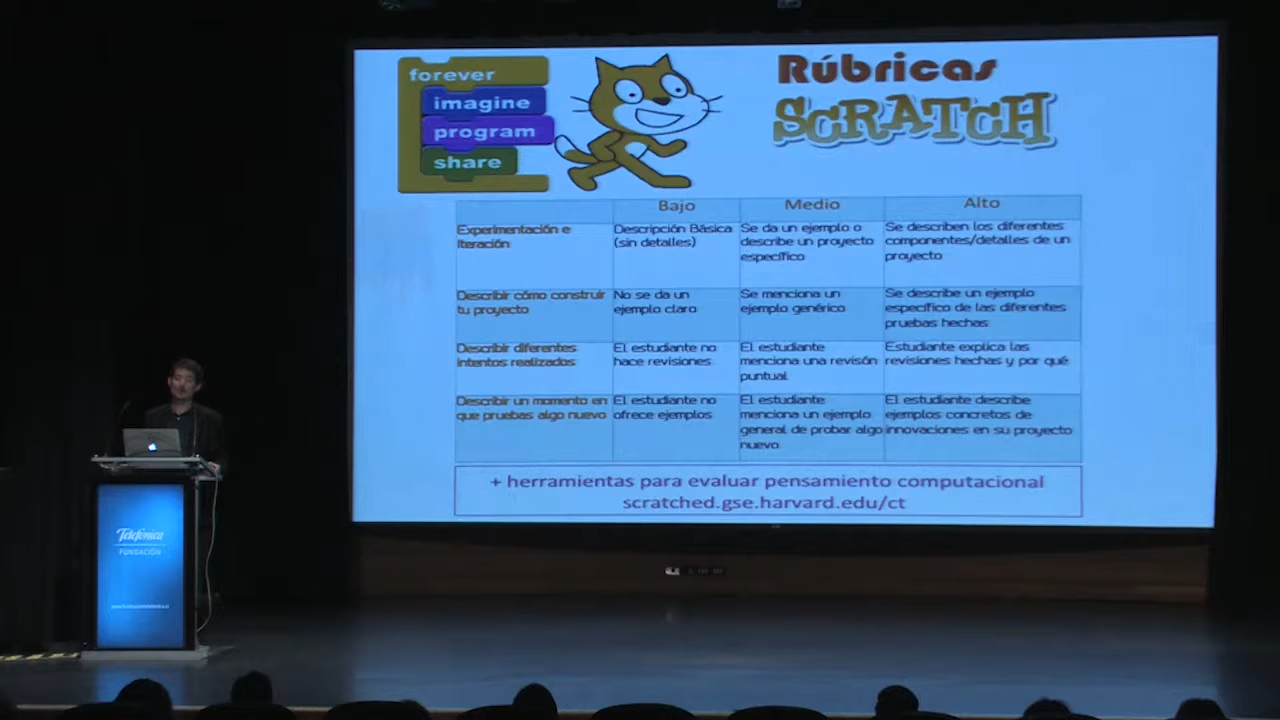 forever
imagine
program
share
Rúbricas
SCRATCH
Bajo Medio Alto
Experimentación e
Iteración
Descripción Básica
(sin detalles)
Se da un ejemplo o
describe un proyecto
específico
Se describen los diferentes
componentes/detalles de un
proyecto
Describir cómo construir
tu proyecto
No se da un
ejemplo claro
Se menciona un
ejemplo genérico
Se describe un ejemplo
específico de las diferentes
pruebas hechas
Describir diferentes
intentos realizados
El estudiante no
hace revisiones
El estudiante
menciona una revisón
puntual
Estudiante explica las
revisiones hechas y por qué
Describir un momento en
que pruebas algo nuevo
El estudiante no
ofrece ejemplos
El estudiante
menciona un ejemplo
general de probar algo
nuevo
El estudiante describe
ejemplos concretos de
innovaciones en su proyecto
+ herramientas para evaluar pensamiento computacional
scratched.gse.harvard.edu/ct
Telefónica
FUNDACIÓN